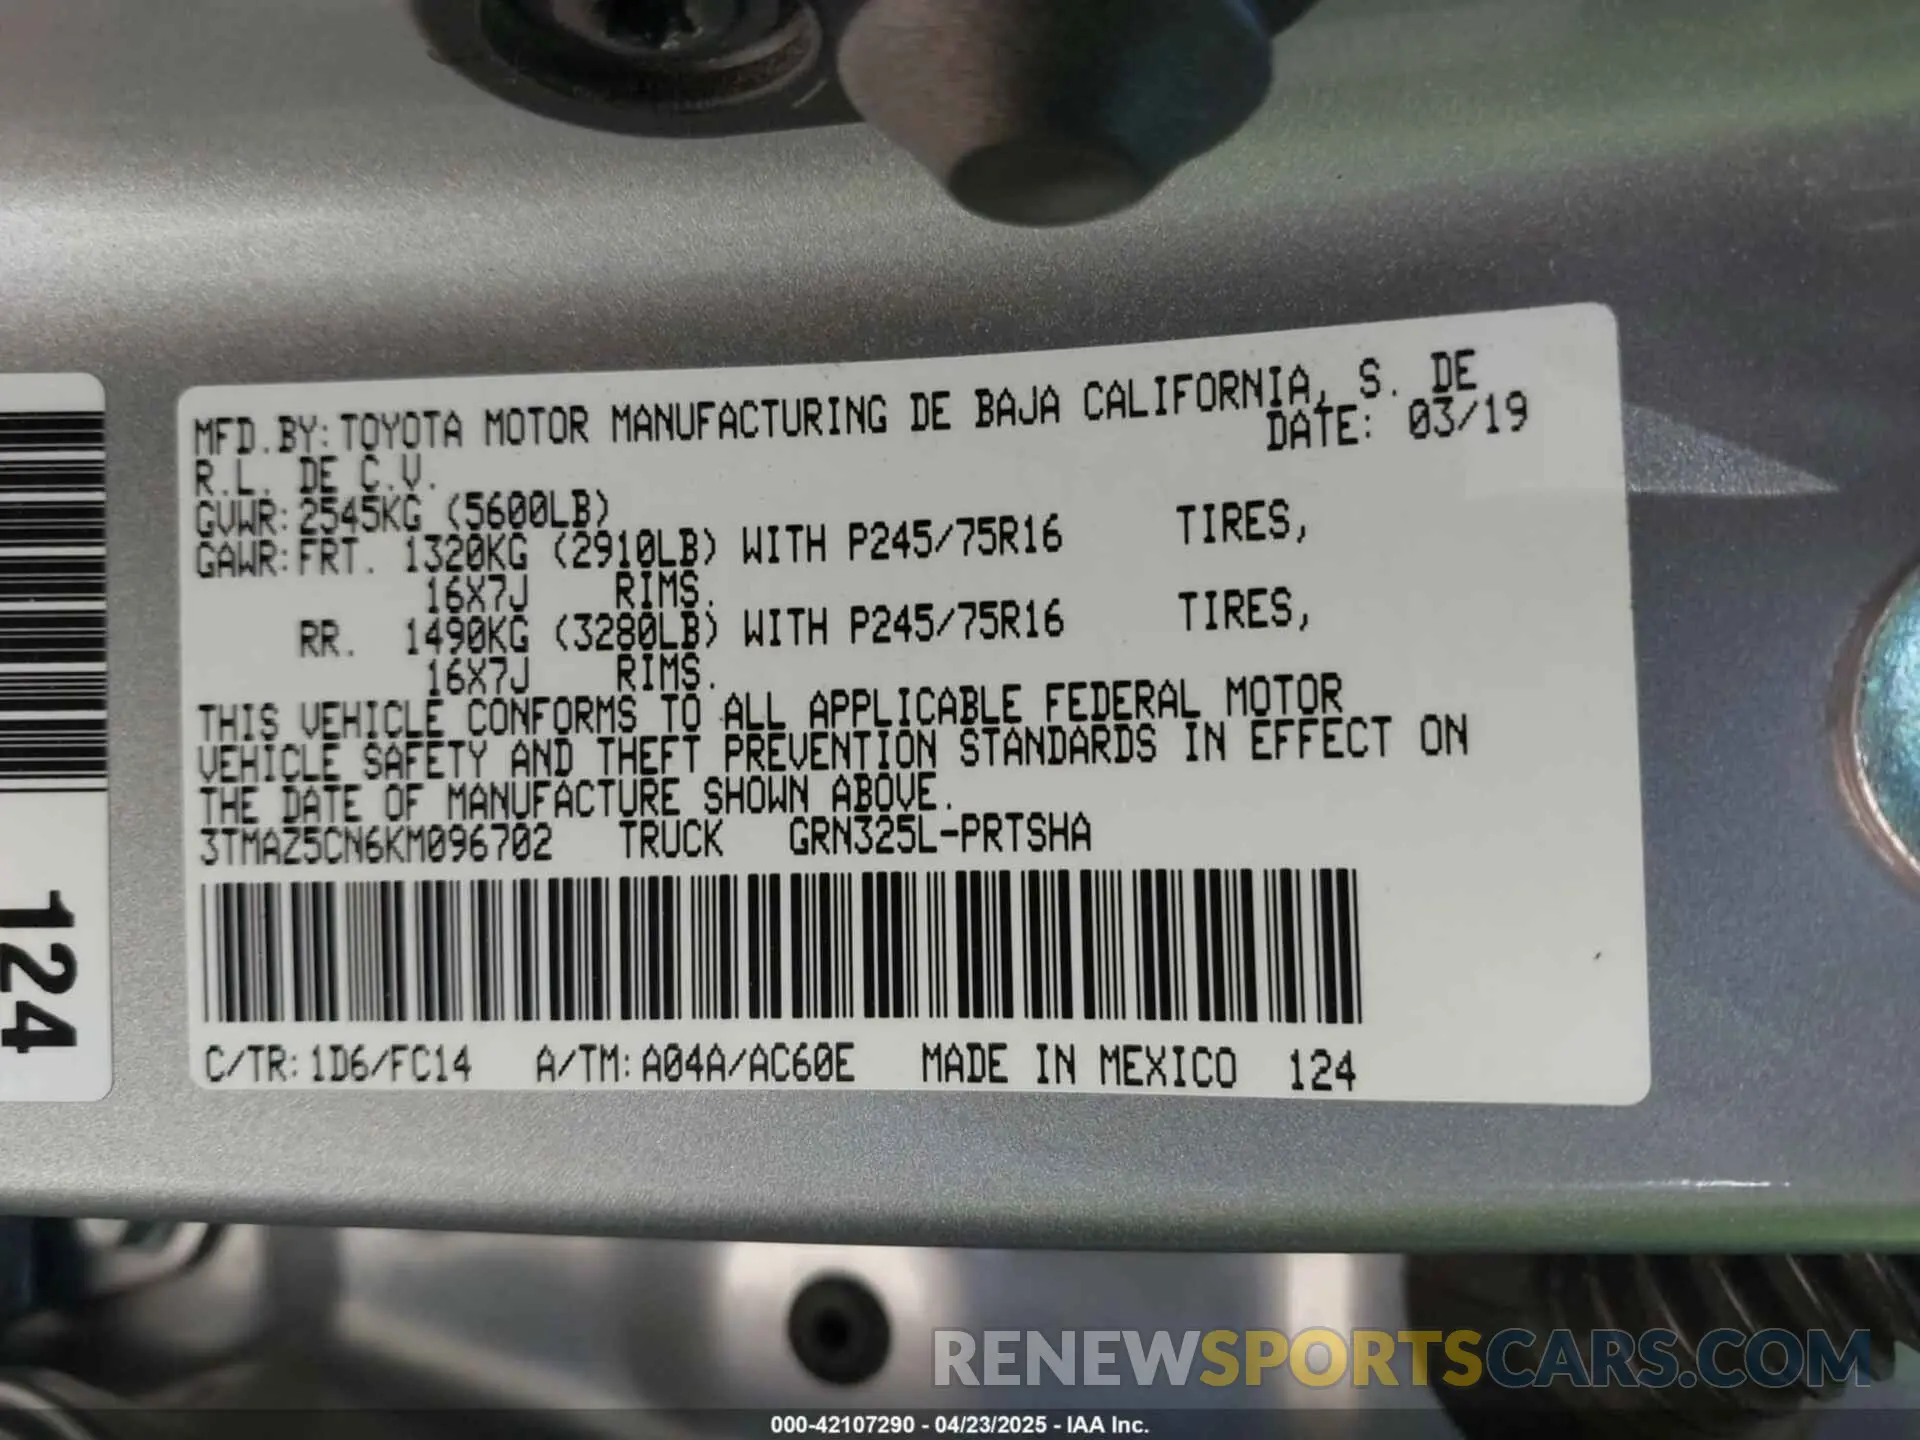 MFD.BY:TOYOTA MOTOR MANUFACTURING DE BAJA CALIFORNIA, S. DE
R.L. DE C.V. DATE: 03/19
GVWR:2545KG (5600LB)
GAWR:FRT. 1320KG (2910LB) WITH P245/75R16 TIRES,
16X7J RIMS.
RR. 1490KG (3280LB) WITH P245/75R16 TIRES,
16X7J RIMS.
THIS VEHICLE CONFORMS TO ALL APPLICABLE FEDERAL MOTOR
VEHICLE SAFETY AND THEFT PREVENTION STANDARDS IN EFFECT ON
THE DATE OF MANUFACTURE SHOWN ABOVE.
3TMAZ5CN6KM096702 TRUCK GRN325L-PRTSHA
C/TR:1D6/FC14 A/TM:A04A/AC60E MADE IN MEXICO 124
124
RENEWSPORTSCARS.COM
000-42107290 - 04/23/2025 - IAA Inc.